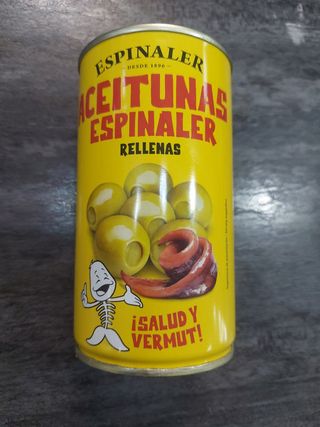 ESPINALER
— DESDE 1896 —
ACEITUNAS
ESPINALER
RELLENAS
¡SALUD Y
VERMUT!